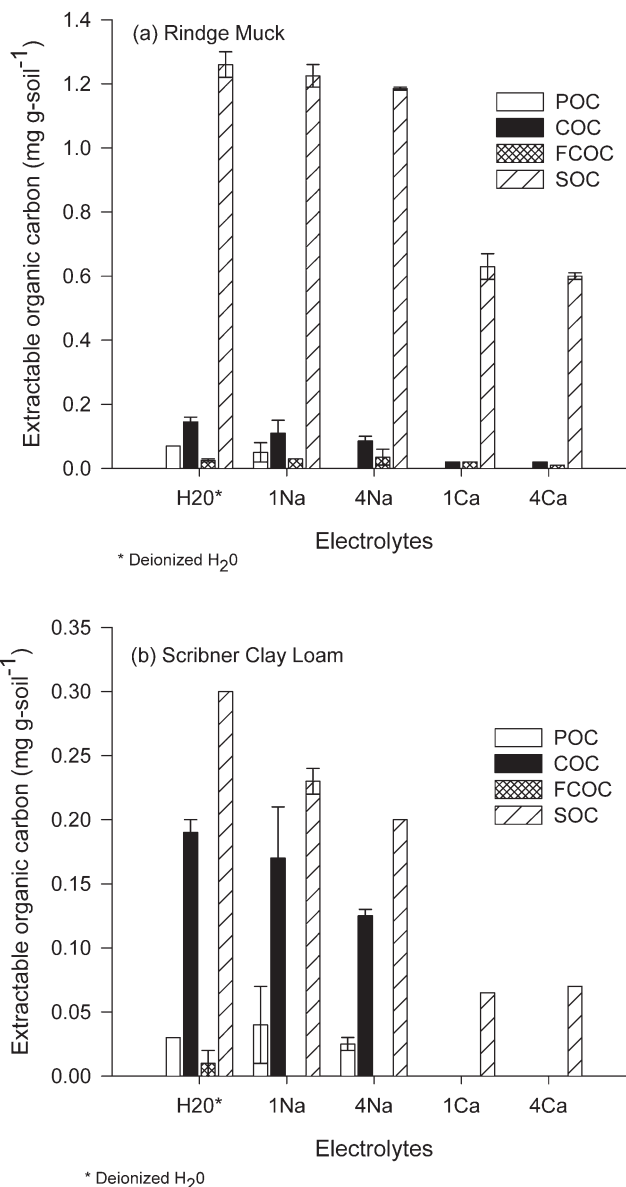 (a) Rindge Muck
Extractable organic carbon (mg g-soil⁻¹)
1.4
1.2
1.0
0.8
0.6
0.4
0.2
0.0
POC
COC
FCOC
SOC
H20* 1Na 4Na 1Ca 4Ca
Electrolytes
* Deionized H₂0
(b) Scribner Clay Loam
Extractable organic carbon (mg g-soil⁻¹)
0.35
0.30
0.25
0.20
0.15
0.10
0.05
0.00
POC
COC
FCOC
SOC
H20* 1Na 4Na 1Ca 4Ca
Electrolytes
* Deionized H₂0